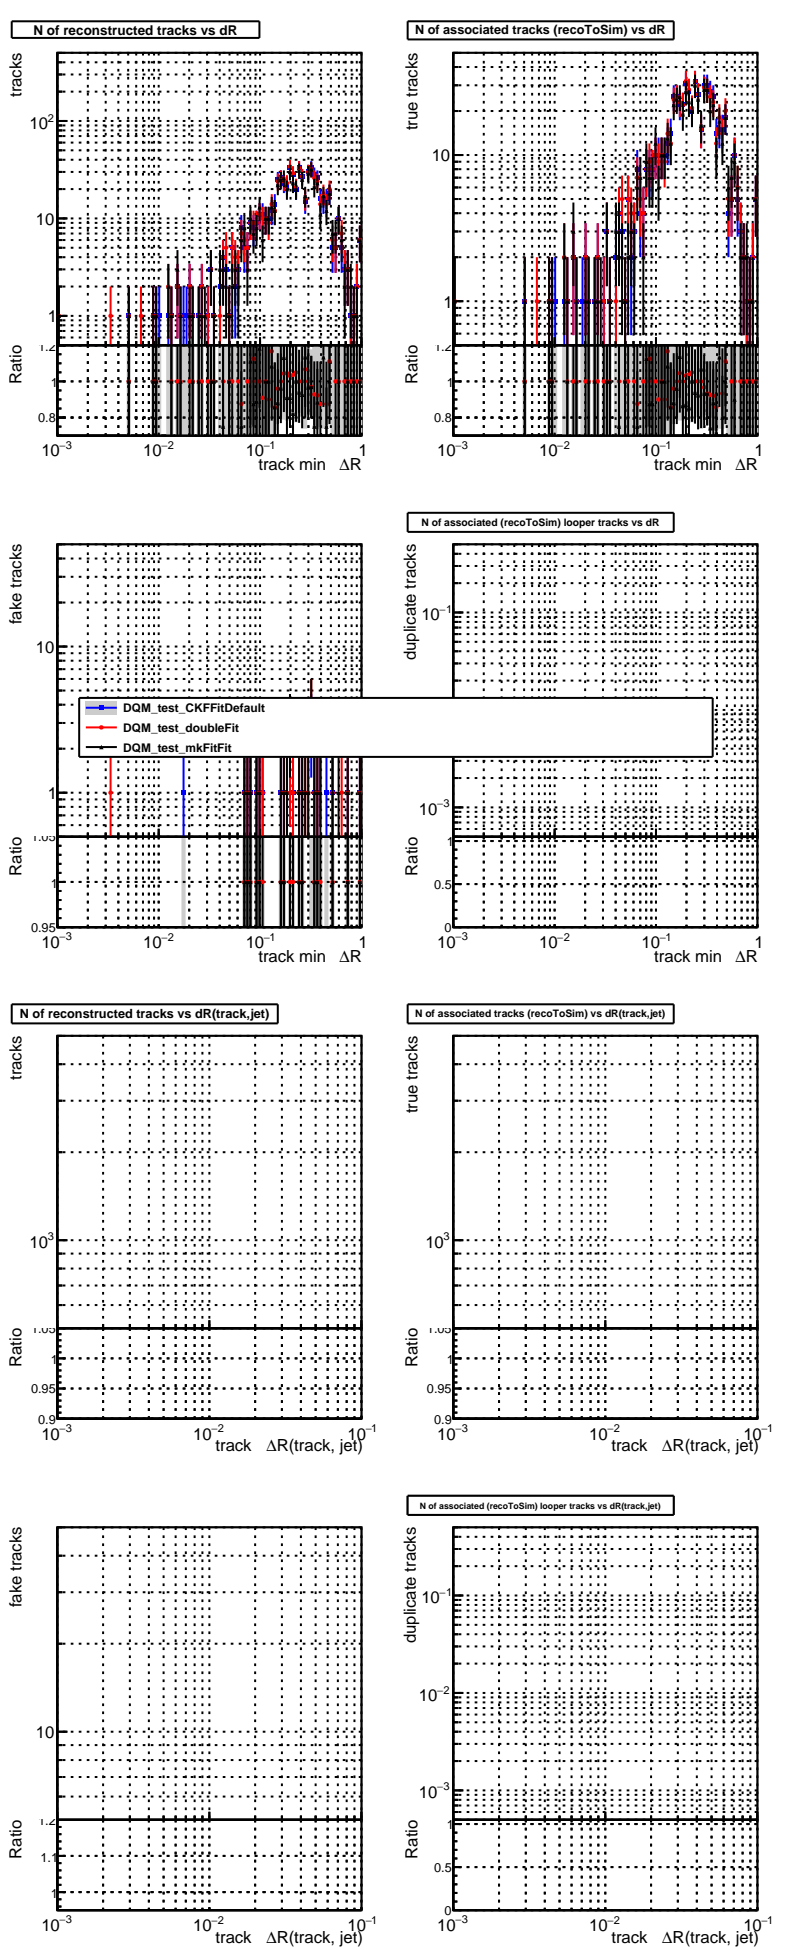 N of reconstructed tracks vs dR
tracks
10²
10
1
Ratio
1.2
1
0.8
10⁻³ 10⁻² 10⁻¹ 1
track min ΔR
N of associated tracks (recoToSim) vs dR
true tracks
10
1
Ratio
1.2
1
0.8
10⁻³ 10⁻² 10⁻¹ 1
track min ΔR
fake tracks
10
1
Ratio
1.05
1
0.95
10⁻³ 10⁻² 10⁻¹ 1
track min ΔR
N of associated (recoToSim) looper tracks vs dR
duplicate tracks
10⁻¹
10⁻³
Ratio
1
0.5
0
10⁻³ 10⁻² 10⁻¹ 1
track min ΔR
DQM_test_CKFFitDefault
DQM_test_doubleFit
DQM_test_mkFitFit
N of reconstructed tracks vs dR(track,jet)
tracks
10³
Ratio
1.05
1
0.95
0.9
10⁻³ 10⁻² 10⁻¹
track ΔR(track, jet)
N of associated tracks (recoToSim) vs dR(track,jet)
true tracks
10³
Ratio
1.05
1
0.95
0.9
10⁻³ 10⁻² 10⁻¹
track ΔR(track, jet)
fake tracks
10
Ratio
1.2
1.1
1
10⁻³ 10⁻² 10⁻¹
track ΔR(track, jet)
N of associated (recoToSim) looper tracks vs dR(track,jet)
duplicate tracks
10⁻¹
10⁻²
10⁻³
Ratio
1
0.5
0
10⁻³ 10⁻² 10⁻¹
track ΔR(track, jet)